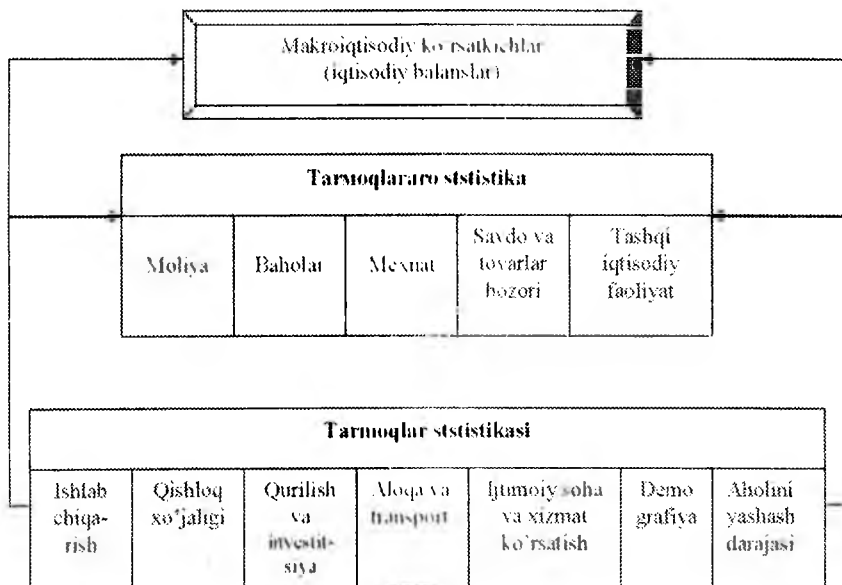 Makroiqtisodiy ko'rsatkichlar
(iqtisodiy balanslar)
Tarmoqlararo ststistika
Moliya
Baholar
Mexnat
Savdo va
tovarlar
bozori
Tashqi
iqtisodiy
faoliyat
Tarmoqlar ststistikasi
Ishlab
chiqa-
rish
Qishloq
xo'jaligi
Qurilish
va
investit-
siya
Aloqa va
transport
Ijtimoiy soha
va xizmat
ko'rsatish
Demo
grafiya
Aholini
yashash
darajasi